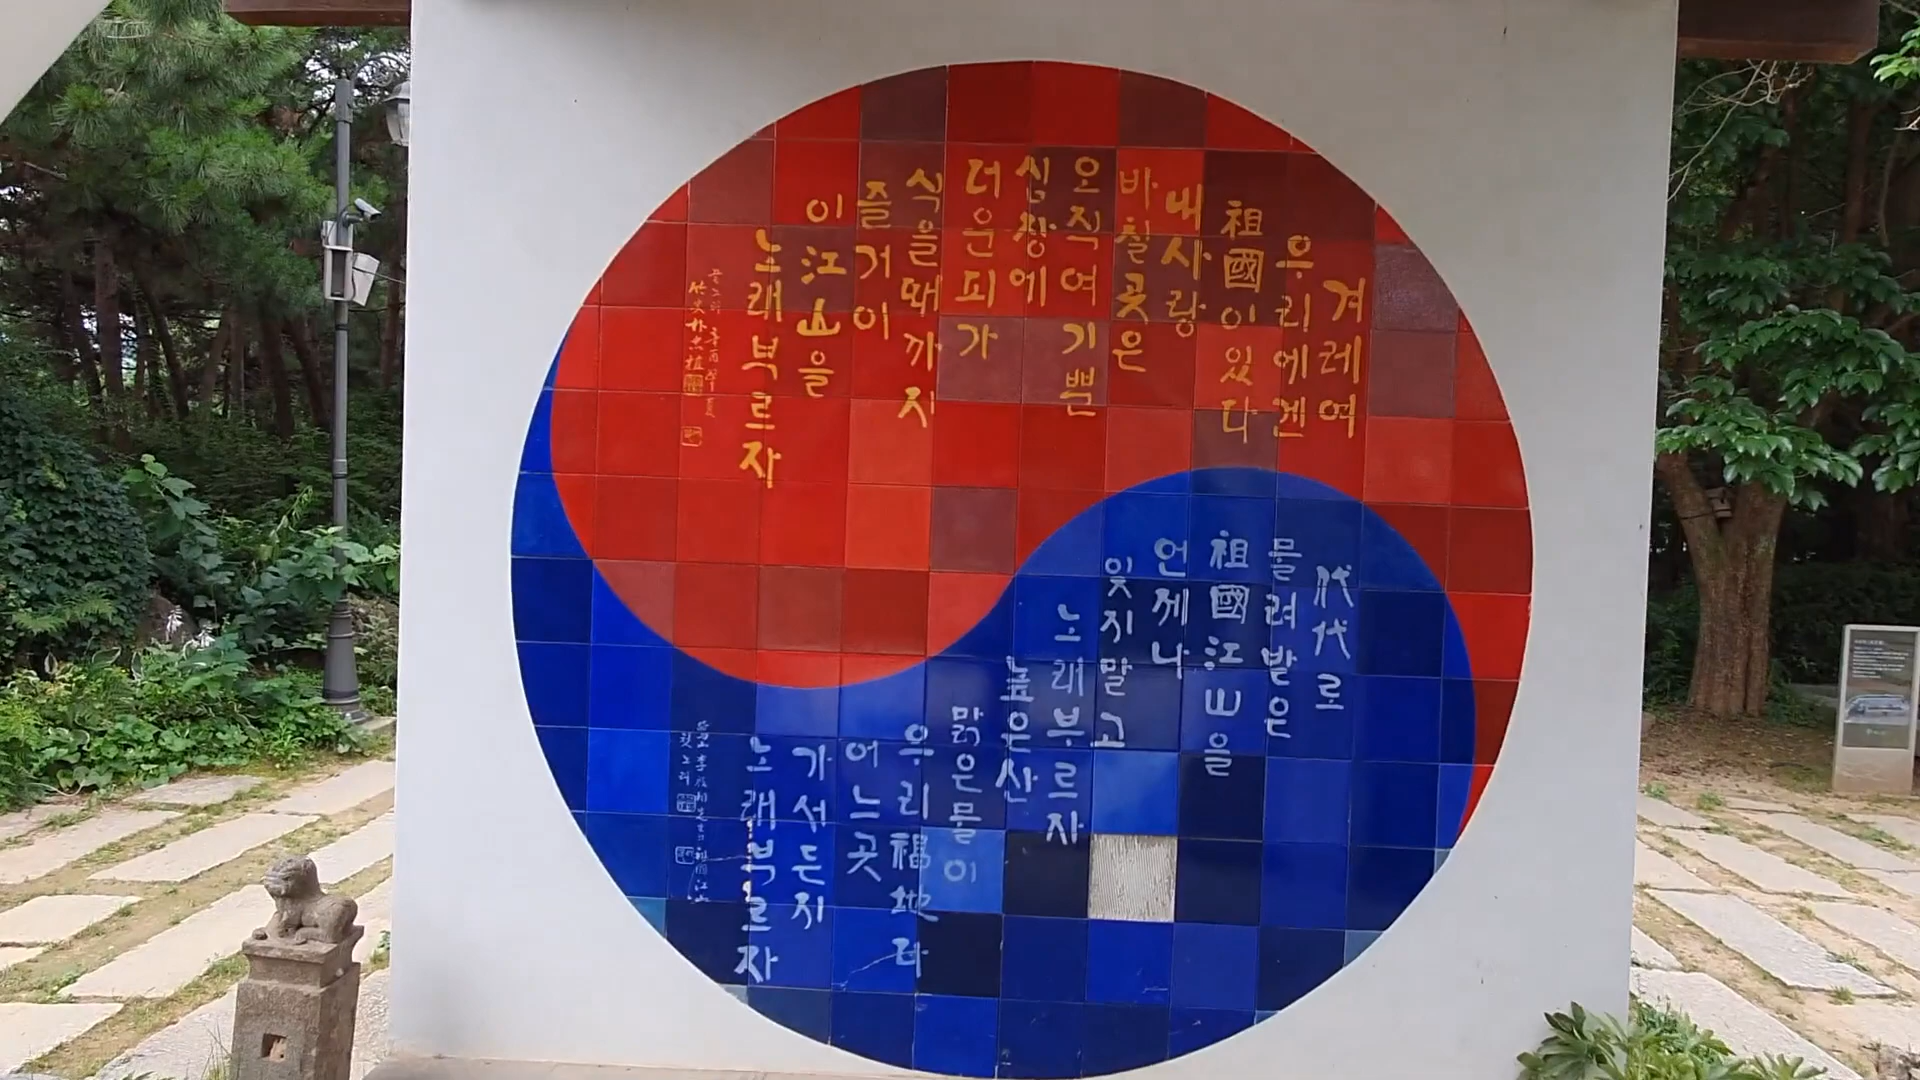 겨레여
우리에겐
祖國이 있다
내 사랑
바칠 곳은
오직 여기뿐
심장에
더운 피가
식을 때까지
즐거이
이 江山을
노래부르자
代代로
물려받은
祖國江山을
언제나
잊지말고
노래부르자
높은 산
맑은 물이
우리 福地다
어느 곳
가서든지
노래부르자